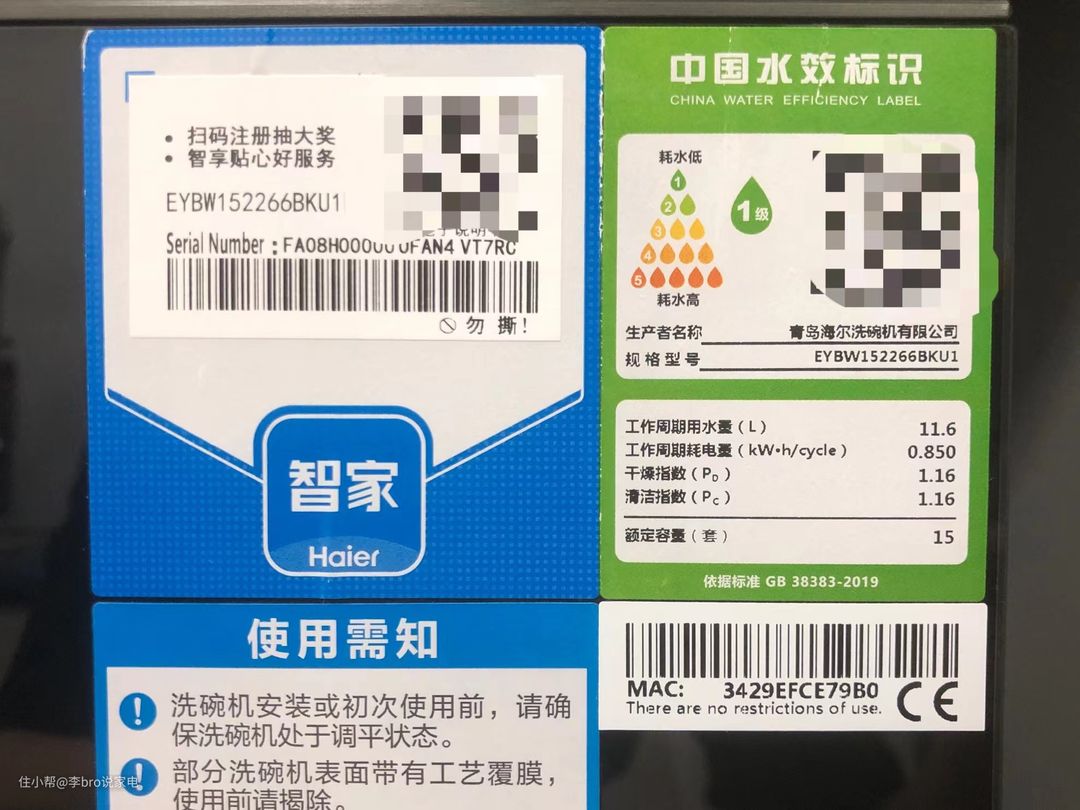 扫码注册抽大奖
智享贴心好服务
EYBW152266BKU1
Serial Number :
勿 撕!
智家
Haier
中国水效标识
CHINA WATER EFFICIENCY LABEL
耗水低
1
2
3
4
5
耗水高
1级
生产者名称 青岛海尔洗碗机有限公司
规格型号 EYBW152266BKU1
工作周期用水量(L) 11.6
工作周期耗电量(kW·h/cycle) 0.850
干燥指数(PD) 1.16
清洁指数(PC) 1.16
额定容量(套) 15
依据标准 GB 38383-2019
使用需知
洗碗机安装或初次使用前，请确
保洗碗机处于调平状态。
部分洗碗机表面带有工艺覆膜，
使用前请揭除。
MAC: 3429EFCE79B0
There are no restrictions of use.
CE
住小帮@李bro说家电